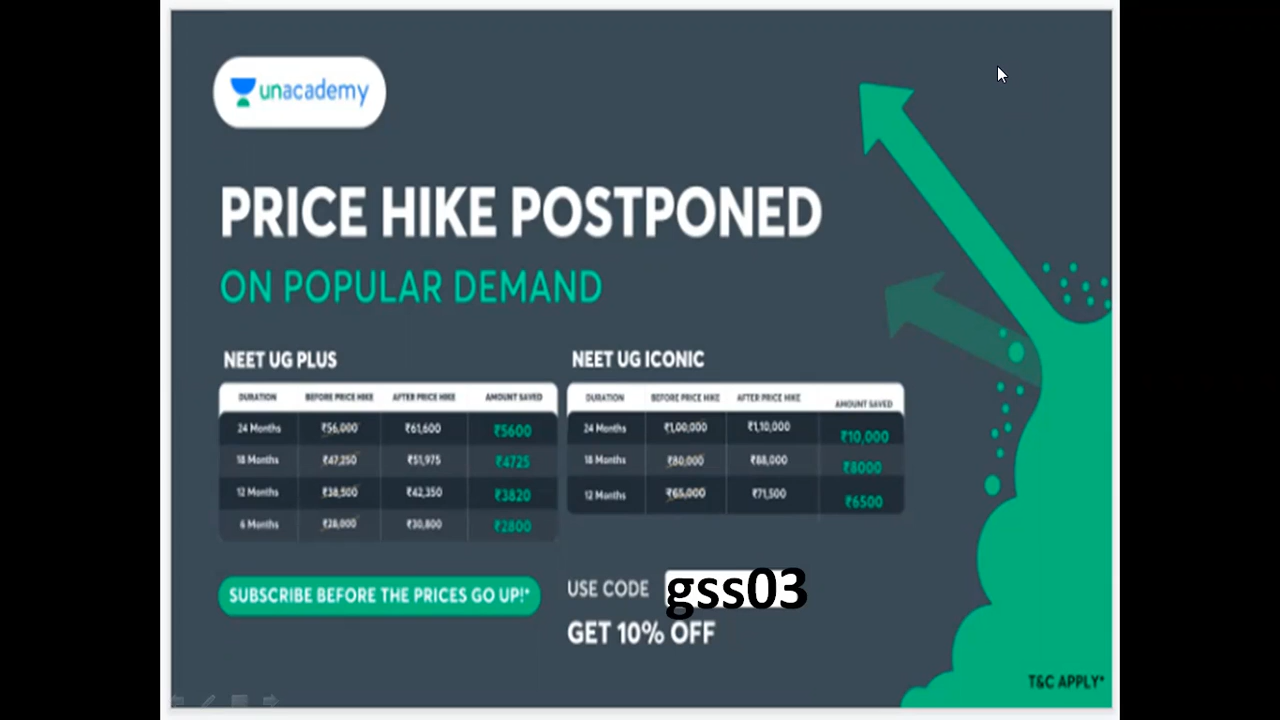 unacademy
PRICE HIKE POSTPONED
ON POPULAR DEMAND
NEET UG PLUS
DURATION BEFORE PRICE HIKE AFTER PRICE HIKE AMOUNT SAVED
24 Months ₹56,000 ₹61,600 ₹5600
18 Months ₹47,250 ₹51,975 ₹4725
12 Months ₹38,500 ₹42,350 ₹3820
6 Months ₹28,000 ₹30,800 ₹2800
NEET UG ICONIC
DURATION BEFORE PRICE HIKE AFTER PRICE HIKE AMOUNT SAVED
24 Months ₹1,00,000 ₹1,10,000 ₹10,000
18 Months ₹80,000 ₹88,000 ₹8000
12 Months ₹65,000 ₹71,500 ₹6500
SUBSCRIBE BEFORE THE PRICES GO UP!*
USE CODE gss03
GET 10% OFF
T&C APPLY*